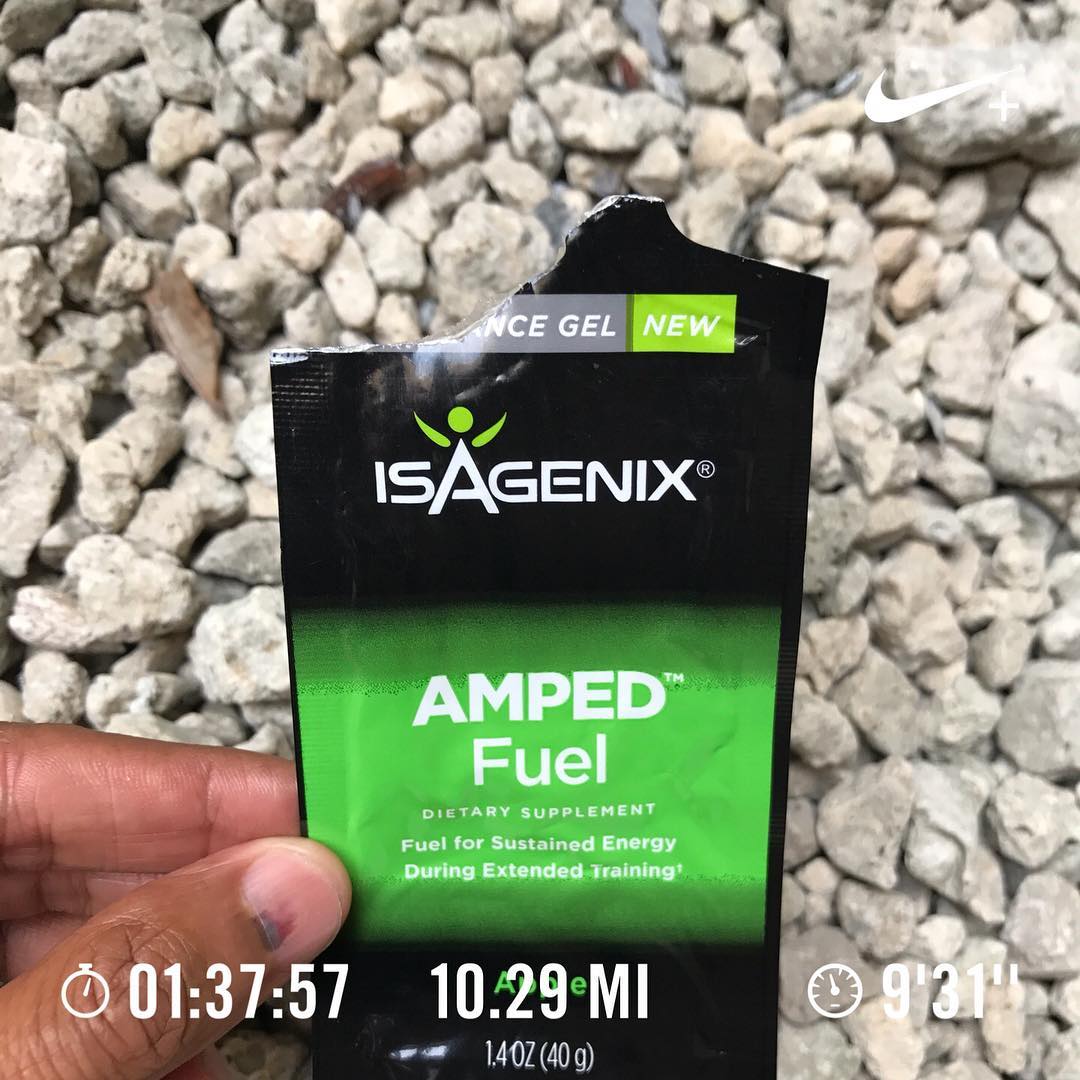 NCE GEL NEW
ISAGENIX®
AMPED™
Fuel
DIETARY SUPPLEMENT
Fuel for Sustained Energy
During Extended Training†
Apple
01:37:57 10.29 MI 9'31"
1.4 OZ (40 g)